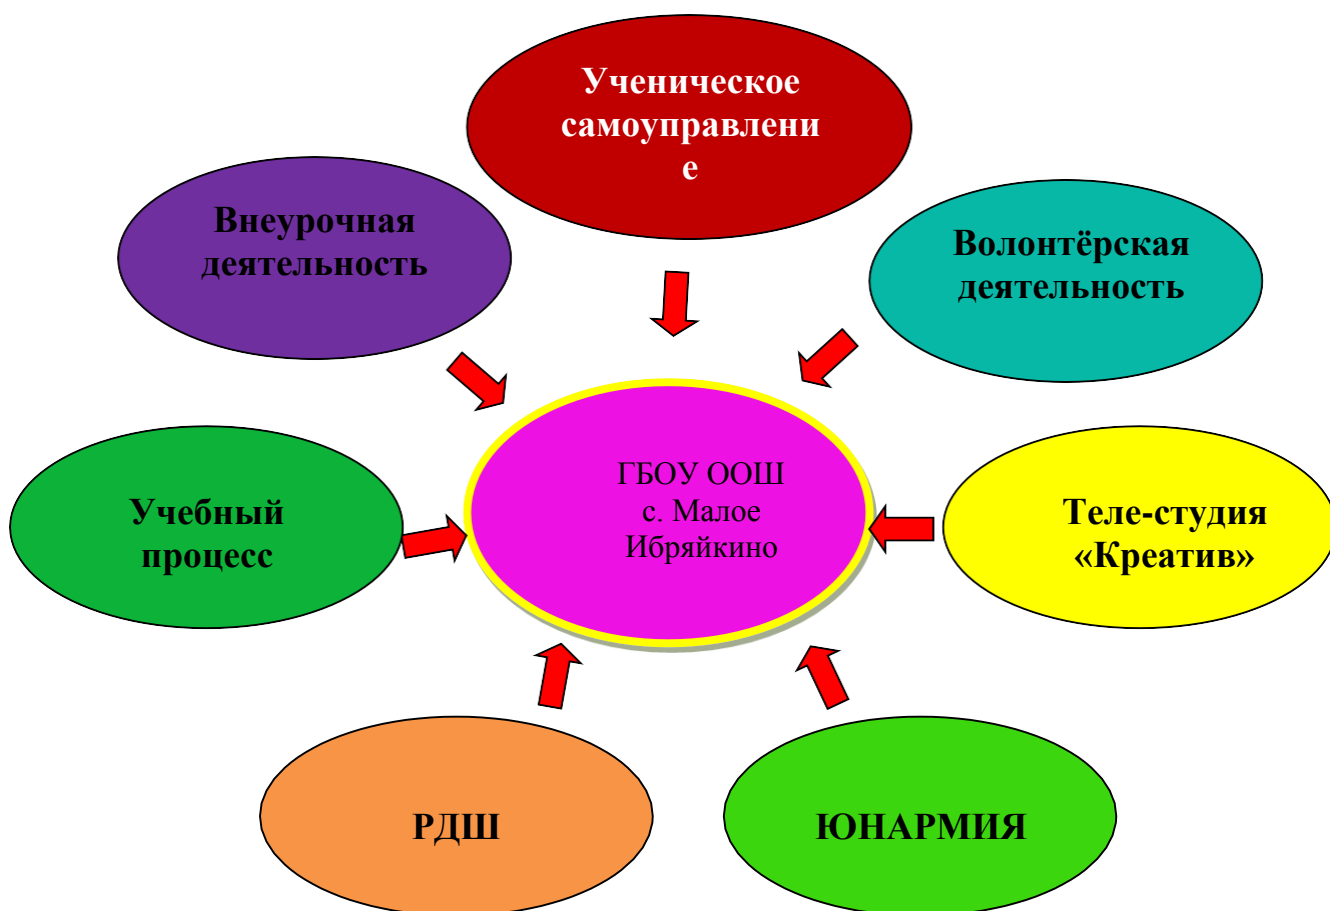 Ученическое
самоуправлени
е
Внеурочная
деятельность
Волонтёрская
деятельность
ГБОУ ООШ
с. Малое
Ибряйкино
Учебный
процесс
Теле-студия
«Креатив»
РДШ
ЮНАРМИЯ